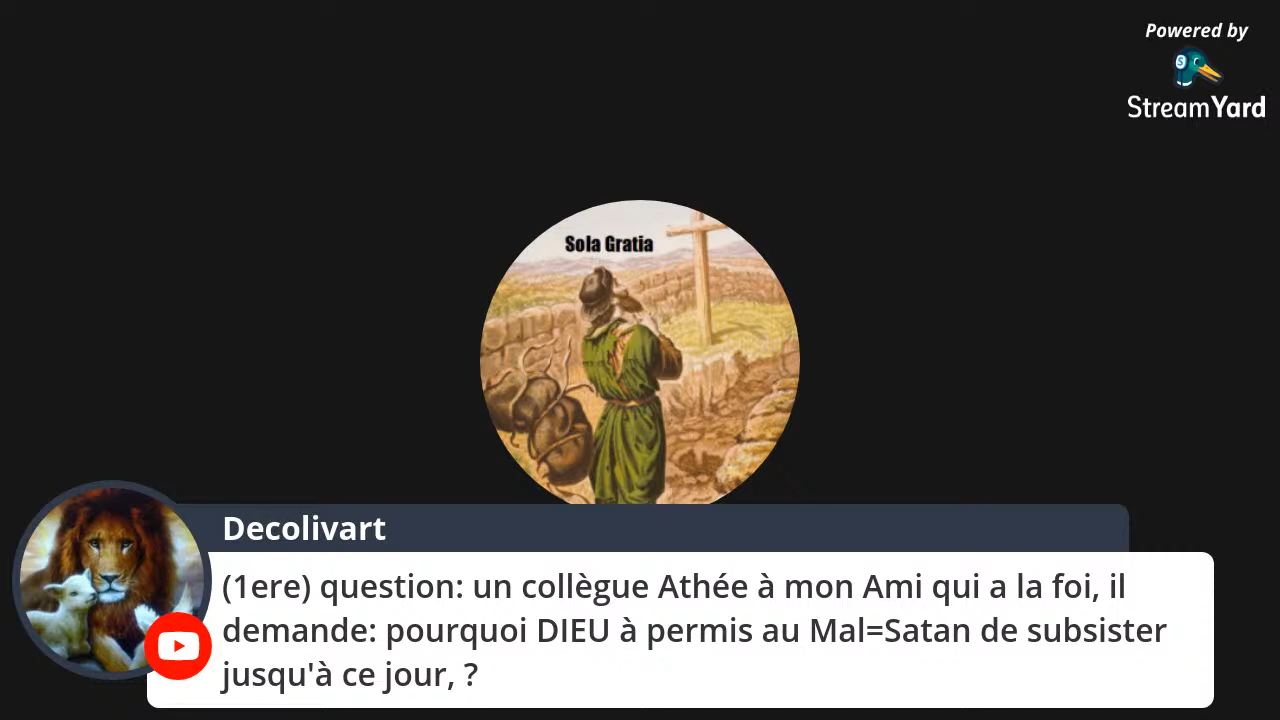 Powered by
StreamYard
Sola Gratia
Decolivart
(1ere) question: un collègue Athée à mon Ami qui a la foi, il
demande: pourquoi DIEU à permis au Mal=Satan de subsister
jusqu'à ce jour, ?